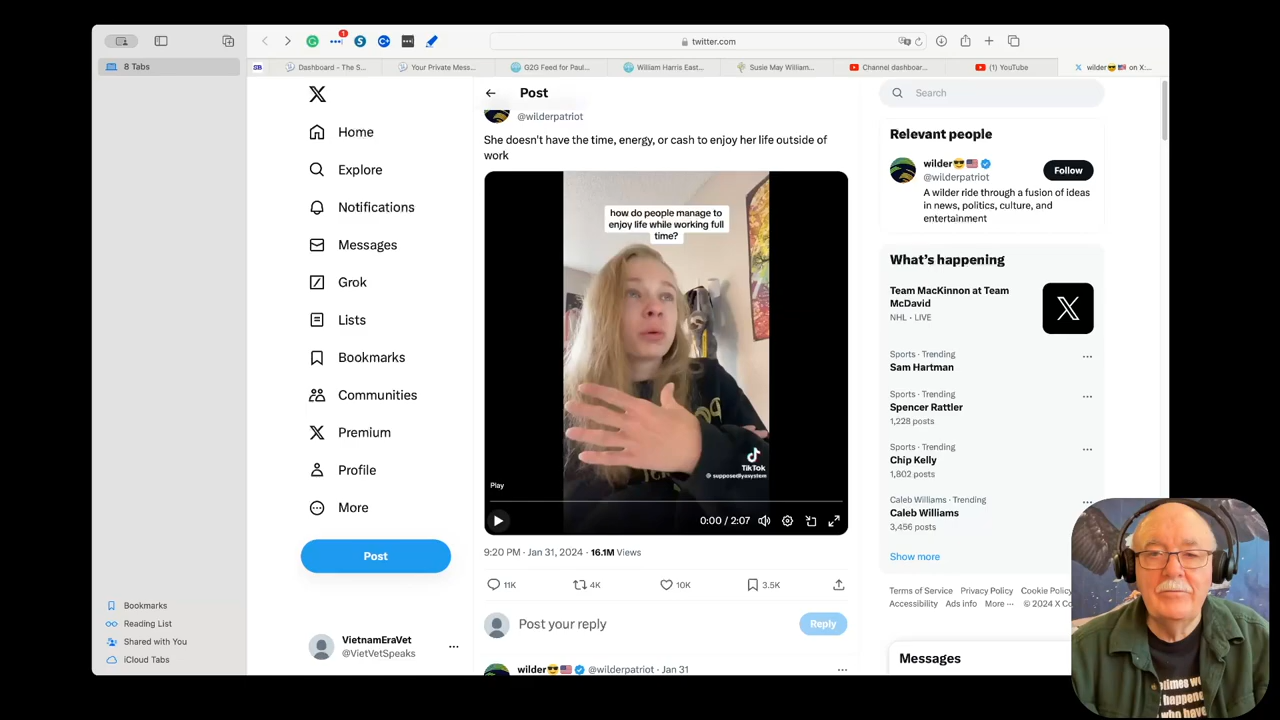 twitter.com
8 Tabs
SB
Dashboard – The S...
Your Private Mess...
G2G Feed for Paul...
William Harris East...
Susie May William...
Channel dashboar...
(1) YouTube
wilder😎🇺🇸 on X:...
Home
Explore
Notifications
Messages
Grok
Lists
Bookmarks
Communities
Premium
Profile
More
Post
VietnamEraVet
@VietVetSpeaks
Bookmarks
Reading List
Shared with You
iCloud Tabs
Post
@wilderpatriot
She doesn't have the time, energy, or cash to enjoy her life outside of
work
how do people manage to
enjoy life while working full
time?
TikTok
@supposedlyasystem
Play
0:00 / 2:07
9:20 PM · Jan 31, 2024 · 16.1M Views
11K
4K
10K
3.5K
Post your reply
Reply
wilder😎🇺🇸 @wilderpatriot · Jan 31
Search
Relevant people
wilder😎🇺🇸
@wilderpatriot
Follow
A wilder ride through a fusion of ideas
in news, politics, culture, and
entertainment
What's happening
Team MacKinnon at Team
McDavid
NHL · LIVE
Sports · Trending
Sam Hartman
Sports · Trending
Spencer Rattler
1,228 posts
Sports · Trending
Chip Kelly
1,802 posts
Caleb Williams · Trending
Caleb Williams
3,456 posts
Show more
Terms of Service Privacy Policy Cookie Policy
Accessibility Ads info More ··· © 2024 X Co
Messages
happene
who have